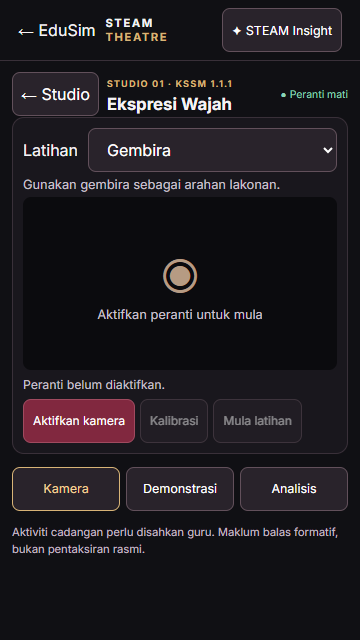 ← EduSim
STEAM
THEATRE
✦ STEAM Insight
← Studio
STUDIO 01 · KSSM 1.1.1
Ekspresi Wajah
● Peranti mati
Latihan
Gembira
Gunakan gembira sebagai arahan lakonan.
Aktifkan peranti untuk mula
Peranti belum diaktifkan.
Aktifkan kamera
Kalibrasi
Mula latihan
Kamera
Demonstrasi
Analisis
Aktiviti cadangan perlu disahkan guru. Maklum balas formatif,
bukan pentaksiran rasmi.